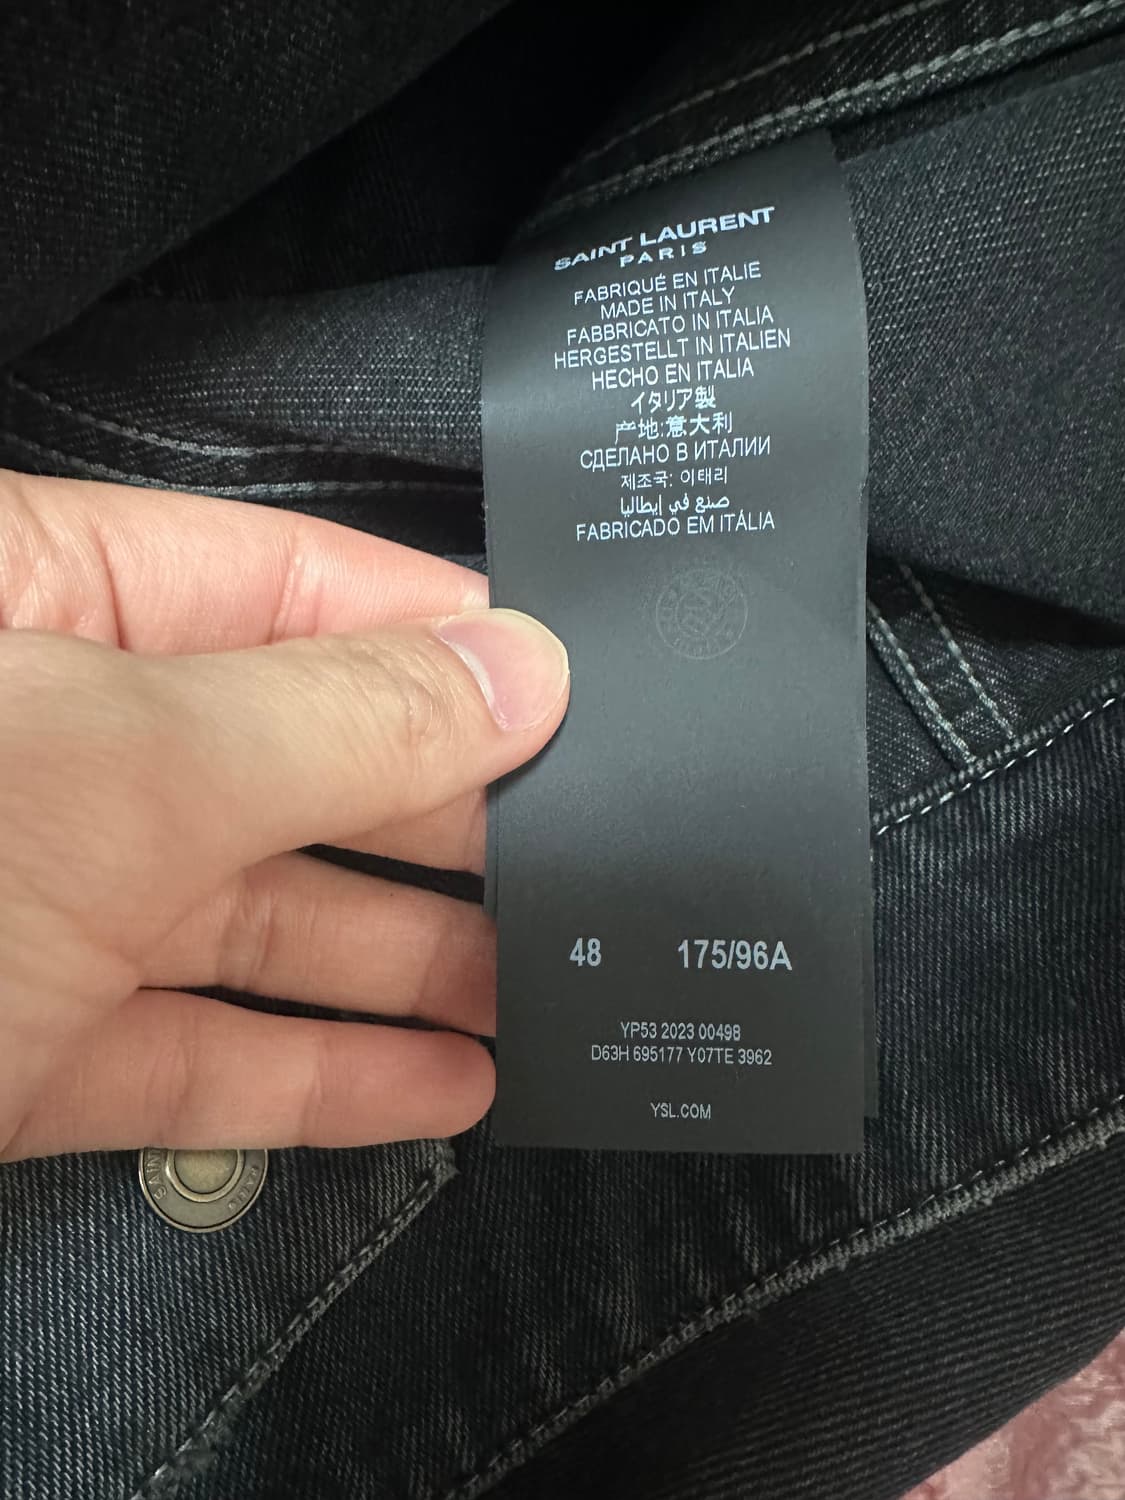 SAINT LAURENT
PARIS
FABRIQUÉ EN ITALIE
MADE IN ITALY
FABBRICATO IN ITALIA
HERGESTELLT IN ITALIEN
HECHO EN ITALIA
イタリア製
产地:意大利
СДЕЛАНО В ИТАЛИИ
제조국: 이태리
صنع في إيطاليا
FABRICADO EM ITÁLIA
48 175/96A
YP53 2023 00498
D63H 695177 Y07TE 3962
YSL.COM